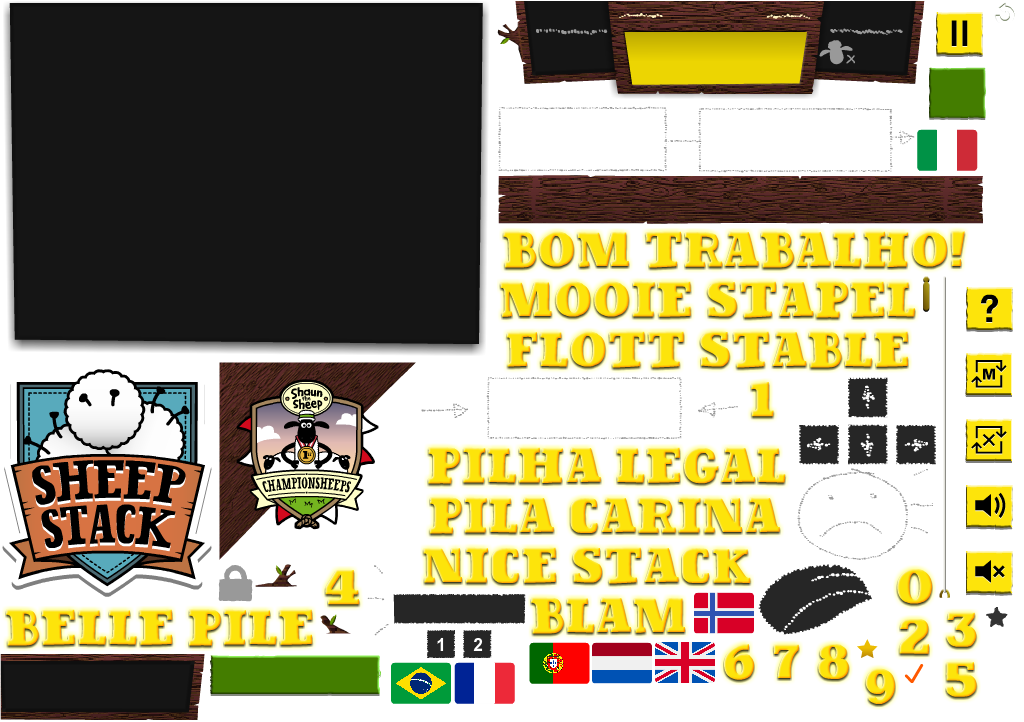 BOM TRABALHO!
MOOIE STAPEL
?
FLOTT STABLE
M
1
Shaun
the
Sheep
1st
CHAMPIONSHEEPS
SHEEP
STACK
PILHA LEGAL
PILA CARINA
NICE STACK
4
0
BELLE PILE
BLAM
3
2
1 2
6 7 8
9
5